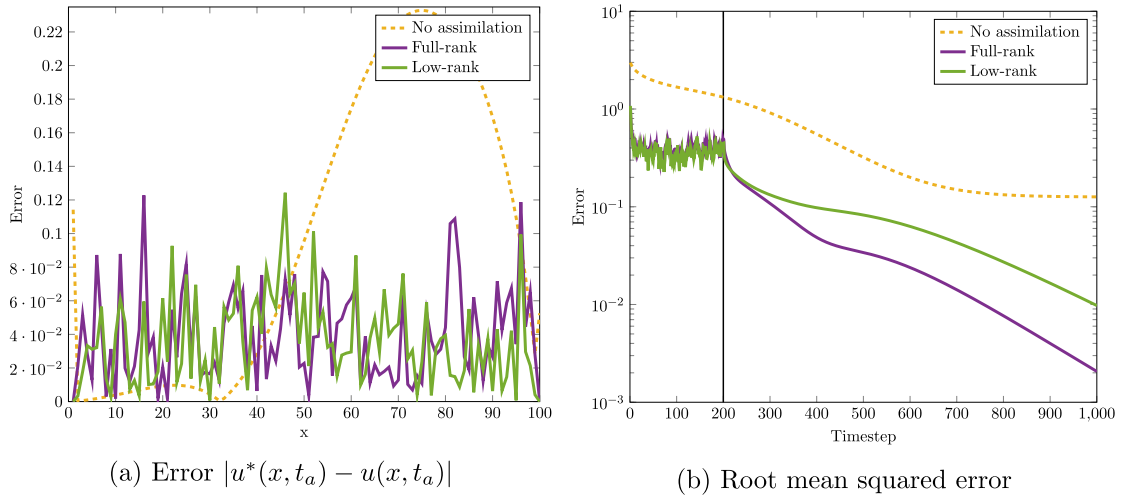 No assimilation
Full-rank
Low-rank
Error
0.22
0.2
0.18
0.16
0.14
0.12
0.1
8 · 10⁻²
6 · 10⁻²
4 · 10⁻²
2 · 10⁻²
0
0 10 20 30 40 50 60 70 80 90 100
x
(a) Error |u*(x, tₐ) − u(x, tₐ)|
No assimilation
Full-rank
Low-rank
Error
10¹
10⁰
10⁻¹
10⁻²
10⁻³
0 100 200 300 400 500 600 700 800 900 1,000
Timestep
(b) Root mean squared error